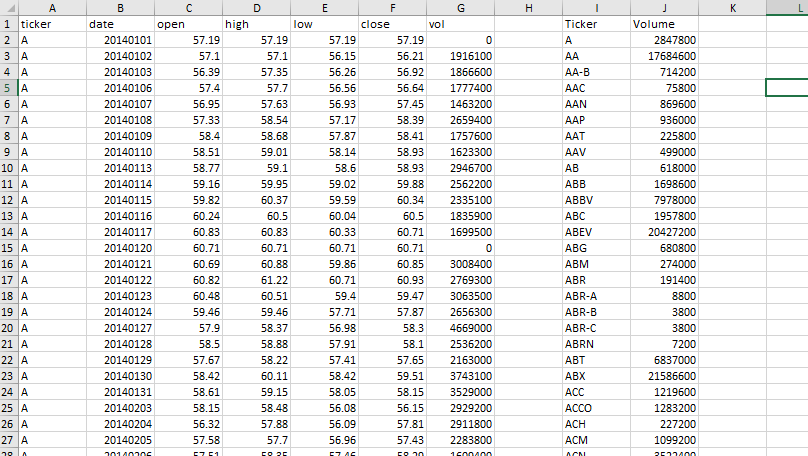 A B C D E F G H I J K L
1 ticker date open high low close vol Ticker Volume
2 A 20140101 57.19 57.19 57.19 57.19 0 A 2847800
3 A 20140102 57.1 57.1 56.15 56.21 1916100 AA 17684600
4 A 20140103 56.39 57.35 56.26 56.92 1866600 AA-B 714200
5 A 20140106 57.4 57.7 56.56 56.64 1777400 AAC 75800
6 A 20140107 56.95 57.63 56.93 57.45 1463200 AAN 869600
7 A 20140108 57.33 58.54 57.17 58.39 2659400 AAP 936000
8 A 20140109 58.4 58.68 57.87 58.41 1757600 AAT 225800
9 A 20140110 58.51 59.01 58.14 58.93 1623300 AAV 499000
10 A 20140113 58.77 59.1 58.6 58.93 2946700 AB 618000
11 A 20140114 59.16 59.95 59.02 59.88 2562200 ABB 1698600
12 A 20140115 59.82 60.37 59.59 60.34 2335100 ABBV 7978000
13 A 20140116 60.24 60.5 60.04 60.5 1835900 ABC 1957800
14 A 20140117 60.83 60.83 60.33 60.71 1699500 ABEV 20427200
15 A 20140120 60.71 60.71 60.71 60.71 0 ABG 680800
16 A 20140121 60.69 60.88 59.86 60.85 3008400 ABM 274000
17 A 20140122 60.82 61.22 60.71 60.93 2769300 ABR 191400
18 A 20140123 60.48 60.51 59.4 59.47 3063500 ABR-A 8800
19 A 20140124 59.46 59.46 57.71 57.87 2656300 ABR-B 3800
20 A 20140127 57.9 58.37 56.98 58.3 4669000 ABR-C 3800
21 A 20140128 58.5 58.88 57.91 58.1 2536200 ABRN 7200
22 A 20140129 57.67 58.22 57.41 57.65 2163000 ABT 6837000
23 A 20140130 58.42 60.11 58.42 59.51 3743100 ABX 21586600
24 A 20140131 58.61 59.15 58.05 58.15 3529000 ACC 1219600
25 A 20140203 58.15 58.48 56.08 56.15 2929200 ACCO 1283200
26 A 20140204 56.32 57.88 56.09 57.81 2911800 ACH 227200
27 A 20140205 57.58 57.7 56.96 57.43 2283800 ACM 1099200